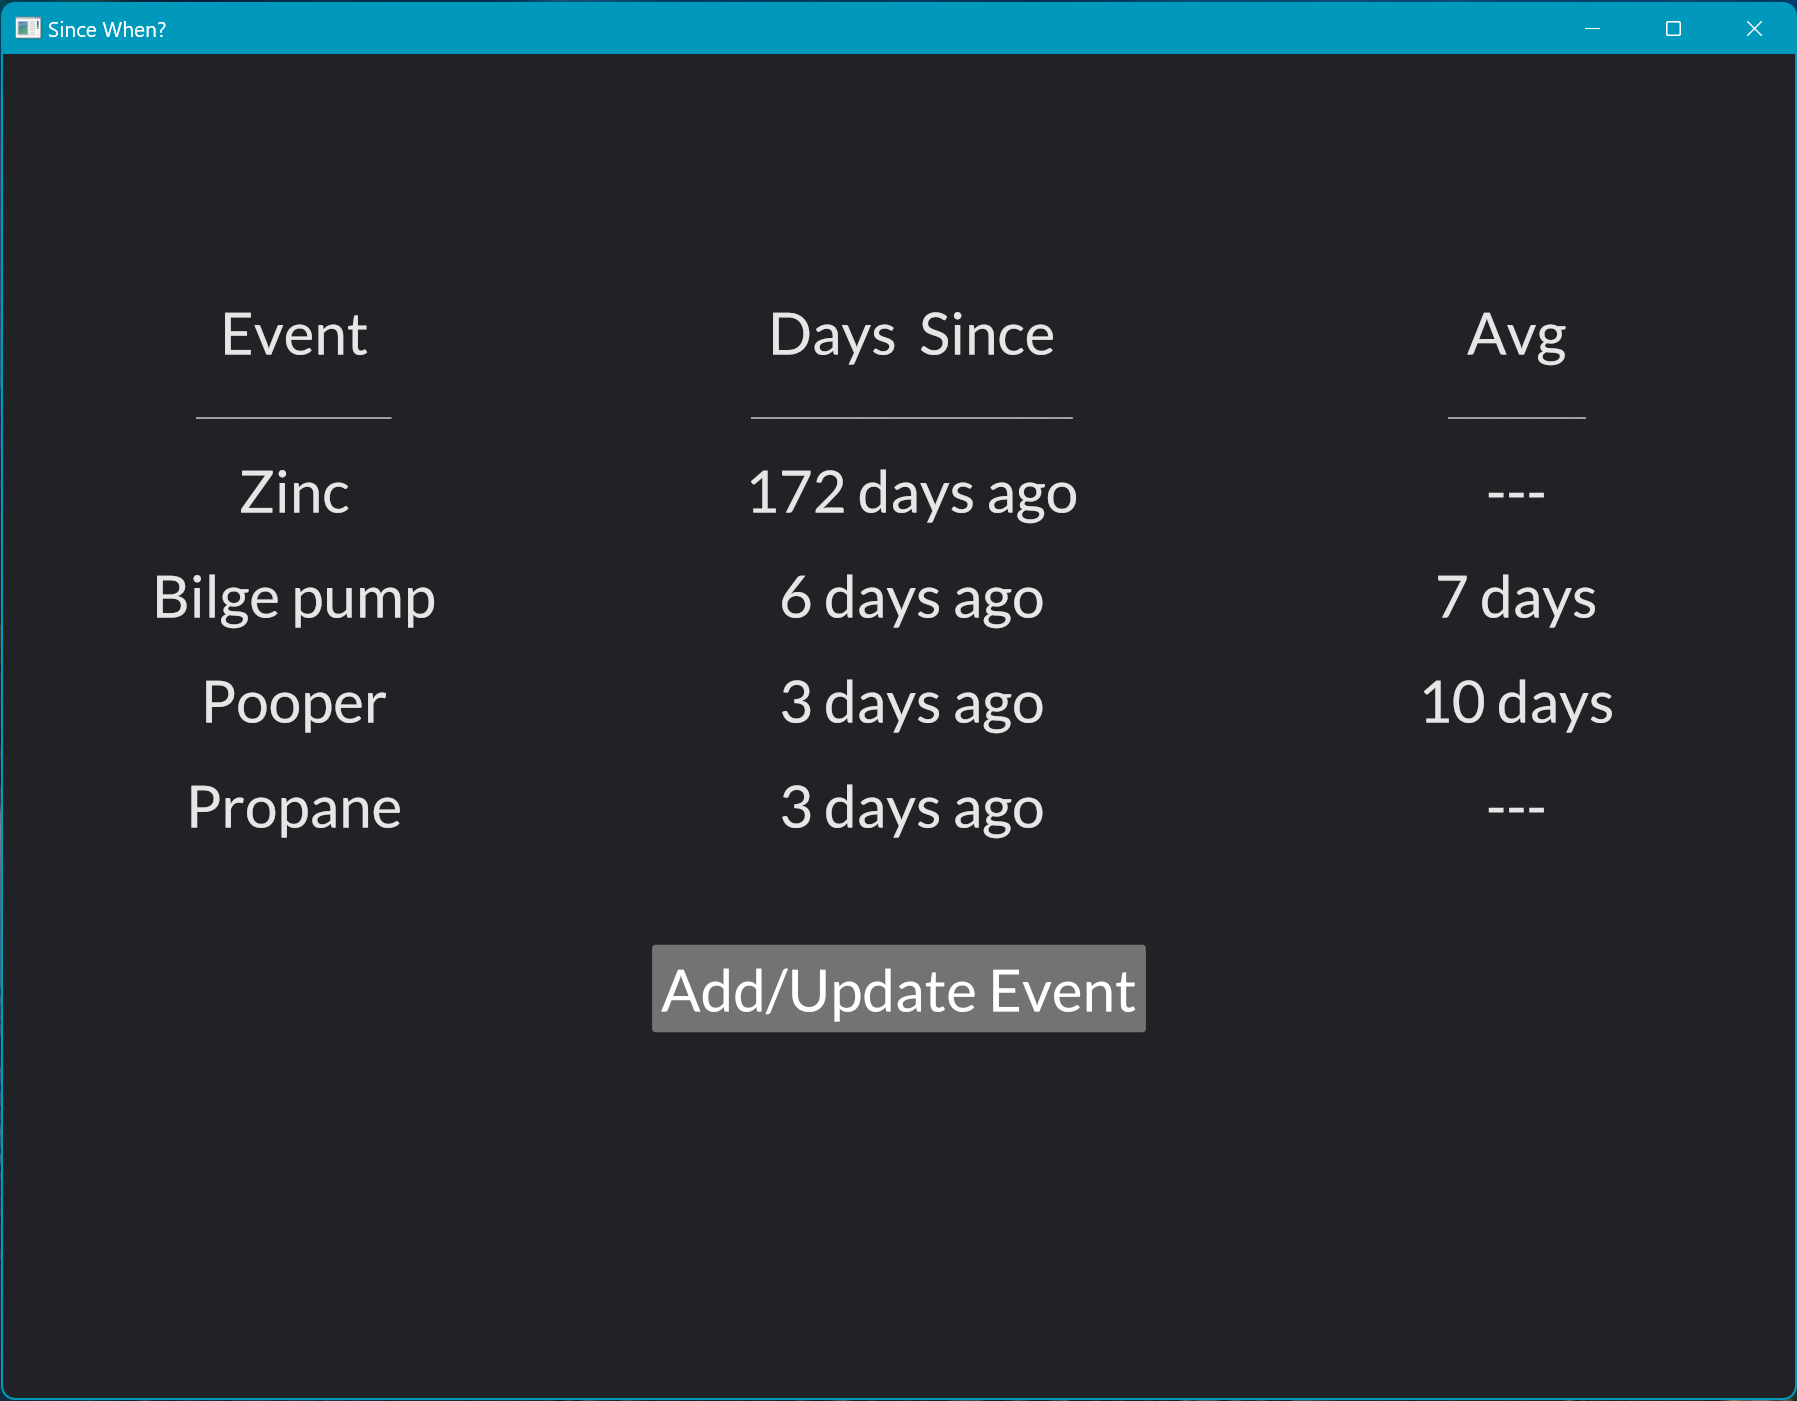 Since When?
Event Days Since Avg
Zinc 172 days ago ---
Bilge pump 6 days ago 7 days
Pooper 3 days ago 10 days
Propane 3 days ago ---
Add/Update Event